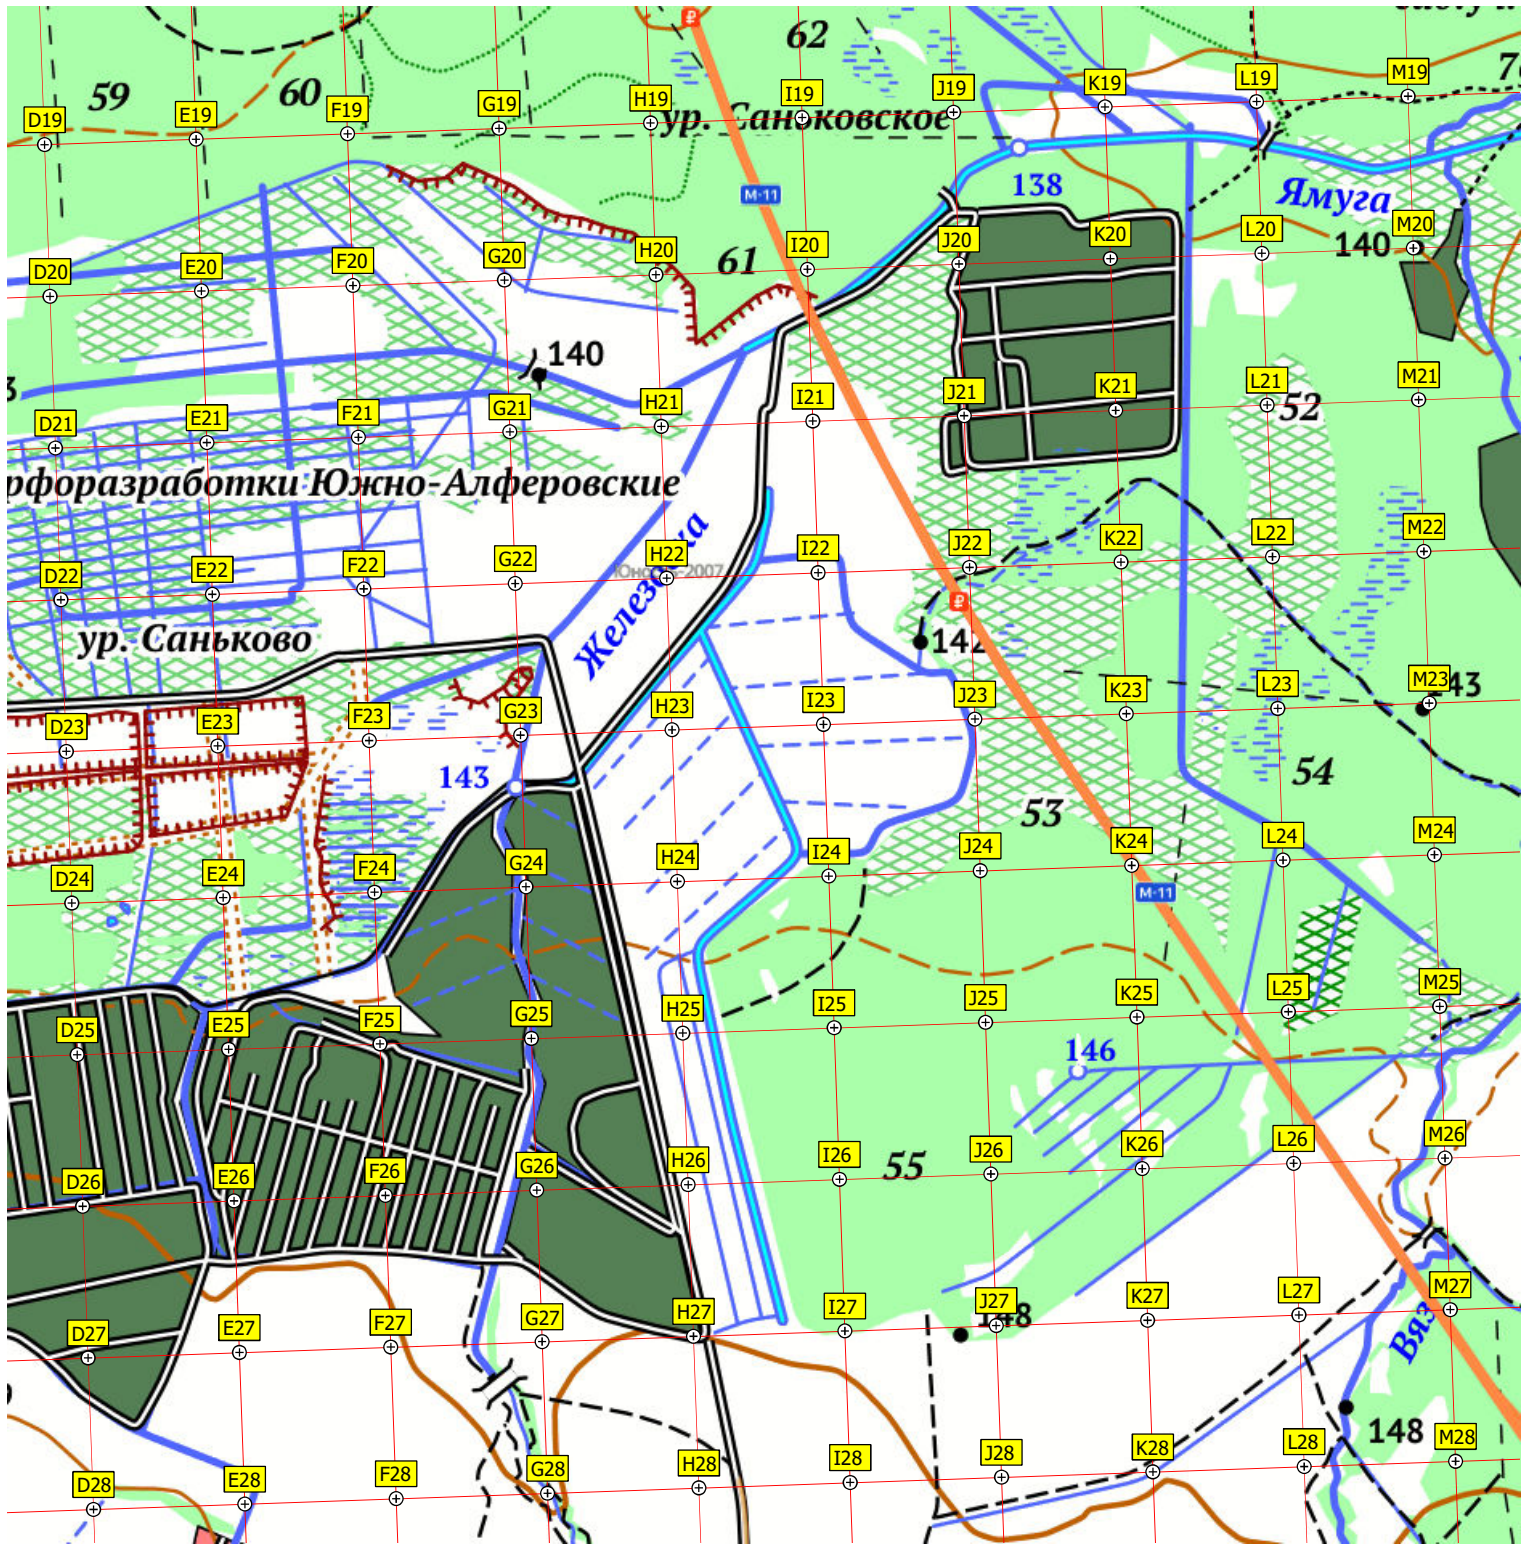 62
59
60
D19 E19 F19 G19 H19 I19 J19 K19 L19 M19
ур. Саньковское
М-11
138
Ямуга
61
140
D20 E20 F20 G20 H20 I20 J20 K20 L20 M20
140
52
D21 E21 F21 G21 H21 I21 J21 K21 L21 M21
рфоразработки Южно-Алферовские
D22 E22 F22 G22 H22 I22 J22 K22 L22 M22
ур. Саньково
142
143
D23 E23 F23 G23 H23 I23 J23 K23 L23 M23
143
54
53
D24 E24 F24 G24 H24 I24 J24 K24 L24 M24
М-11
D25 E25 F25 G25 H25 I25 J25 K25 L25 M25
146
55
D26 E26 F26 G26 H26 I26 J26 K26 L26 M26
148
D27 E27 F27 G27 H27 I27 J27 K27 L27 M27
Вяз
148
D28 E28 F28 G28 H28 I28 J28 K28 L28 M28